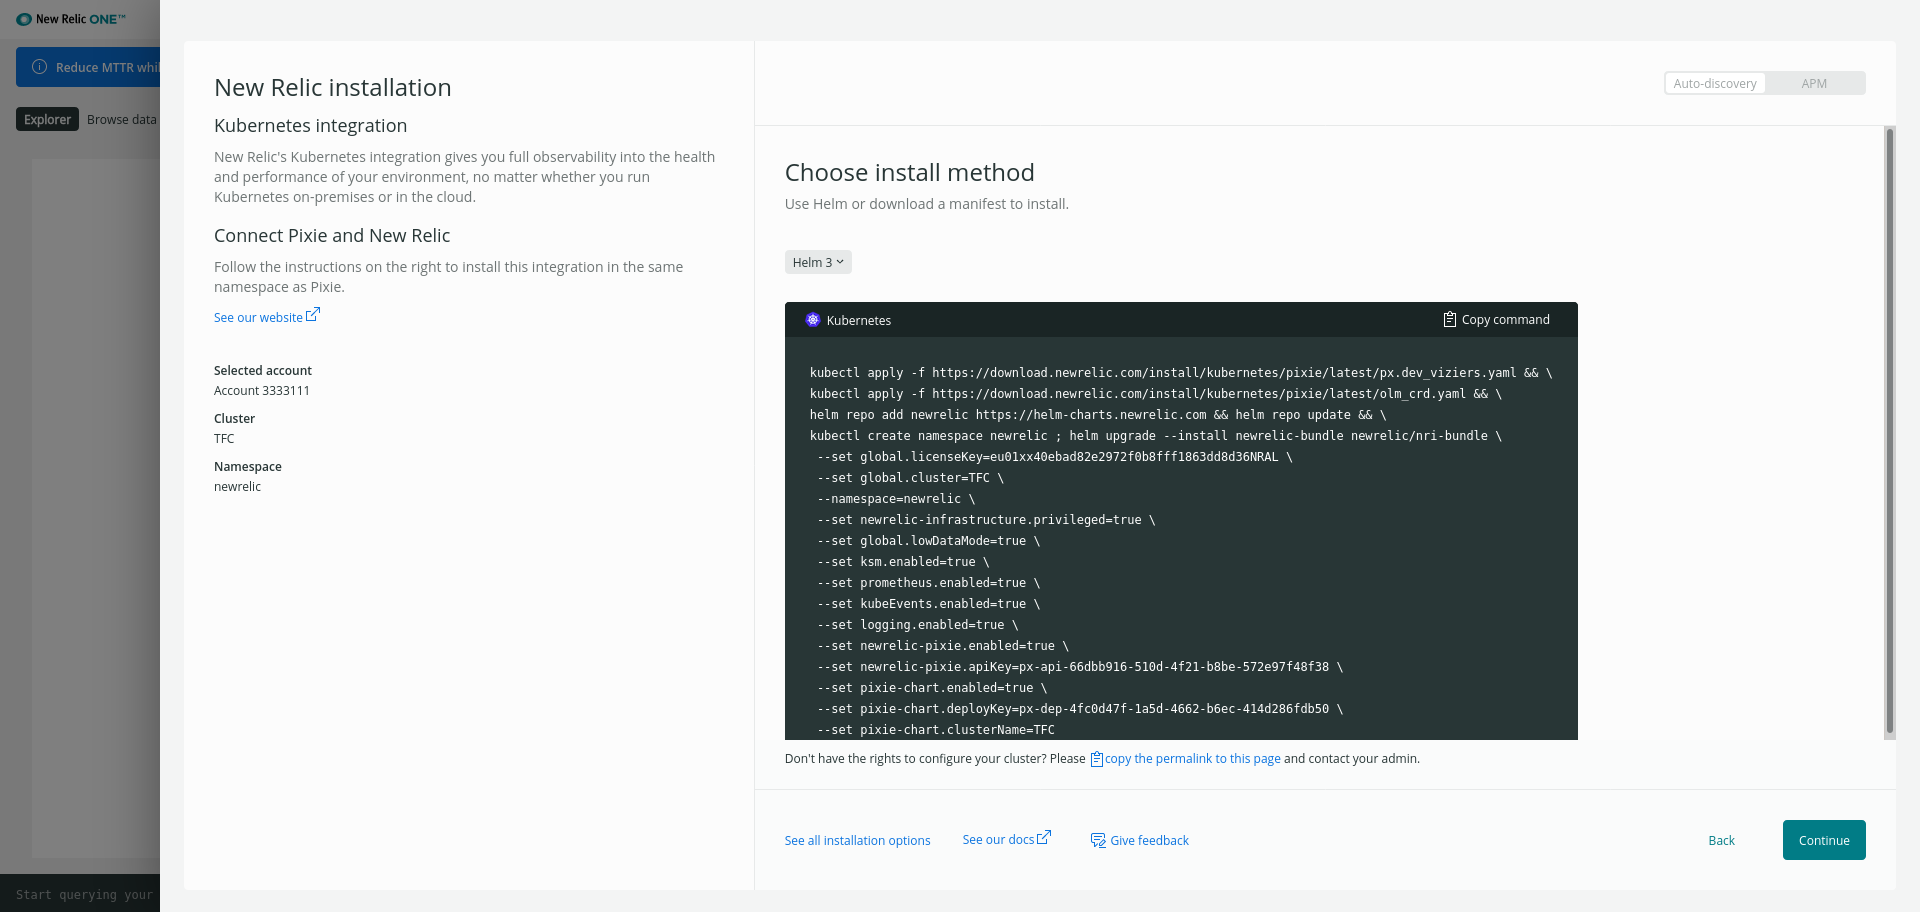 New Relic ONE™
Reduce MTTR whil
Explorer
Browse data
Start querying your
New Relic installation
Kubernetes integration
New Relic's Kubernetes integration gives you full observability into the health
and performance of your environment, no matter whether you run
Kubernetes on-premises or in the cloud.
Connect Pixie and New Relic
Follow the instructions on the right to install this integration in the same
namespace as Pixie.
See our website
Selected account
Account 3333111
Cluster
TFC
Namespace
newrelic
Auto-discovery
APM
Choose install method
Use Helm or download a manifest to install.
Helm 3
Kubernetes
Copy command
kubectl apply -f https://download.newrelic.com/install/kubernetes/pixie/latest/px.dev_viziers.yaml && \
kubectl apply -f https://download.newrelic.com/install/kubernetes/pixie/latest/olm_crd.yaml && \
helm repo add newrelic https://helm-charts.newrelic.com && helm repo update && \
kubectl create namespace newrelic ; helm upgrade --install newrelic-bundle newrelic/nri-bundle \
--set global.licenseKey=eu01xx40ebad82e2972f0b8fff1863dd8d36NRAL \
--set global.cluster=TFC \
--namespace=newrelic \
--set newrelic-infrastructure.privileged=true \
--set global.lowDataMode=true \
--set ksm.enabled=true \
--set prometheus.enabled=true \
--set kubeEvents.enabled=true \
--set logging.enabled=true \
--set newrelic-pixie.enabled=true \
--set newrelic-pixie.apiKey=px-api-66dbb916-510d-4f21-b8be-572e97f48f38 \
--set pixie-chart.enabled=true \
--set pixie-chart.deployKey=px-dep-4fc0d47f-1a5d-4662-b6ec-414d286fdb50 \
--set pixie-chart.clusterName=TFC
Don't have the rights to configure your cluster? Please copy the permalink to this page and contact your admin.
See all installation options
See our docs
Give feedback
Back
Continue